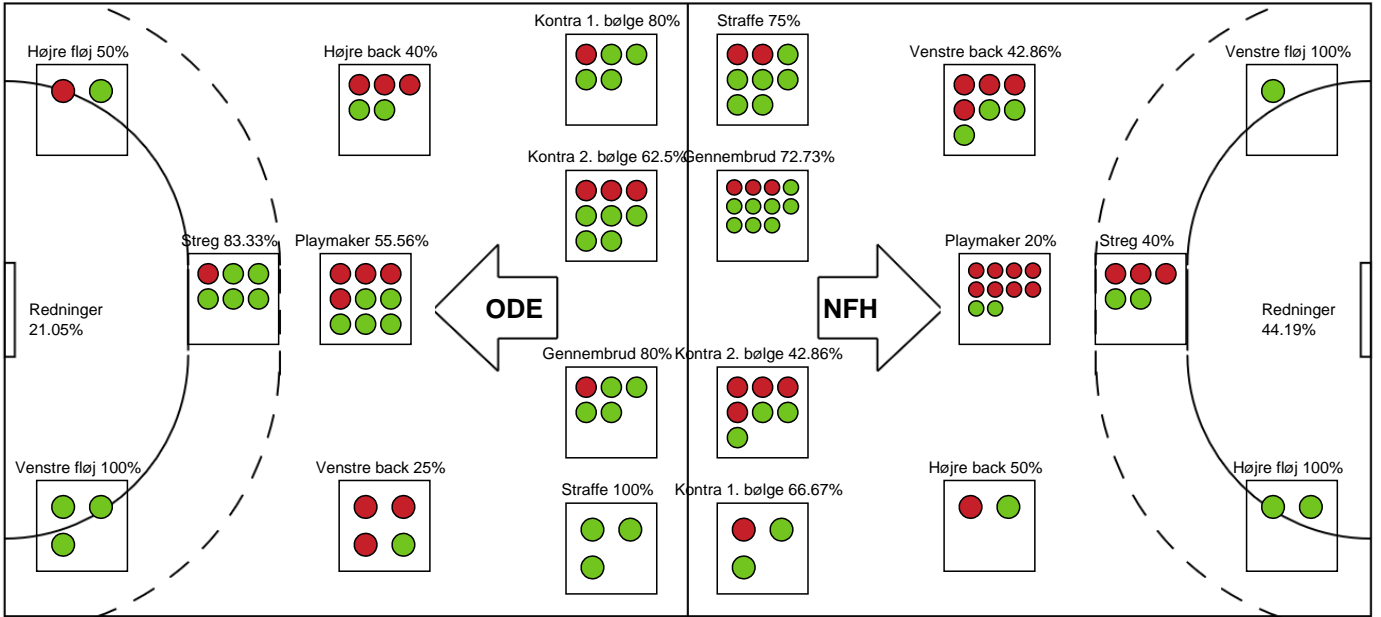 Kontra 1. bølge 80%
Straffe 75%
Højre fløj 50%
Højre back 40%
Venstre back 42.86%
Venstre fløj 100%
Kontra 2. bølge 62.5%
Gennembrud 72.73%
Streg 83.33%
Playmaker 55.56%
Playmaker 20%
Streg 40%
Redninger
21.05%
ODE
NFH
Redninger
44.19%
Gennembrud 80%
Kontra 2. bølge 42.86%
Venstre fløj 100%
Venstre back 25%
Straffe 100%
Kontra 1. bølge 66.67%
Højre back 50%
Højre fløj 100%